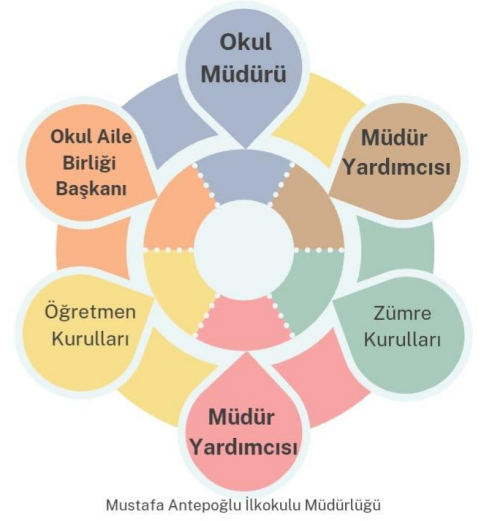 Okul
Müdürü
Okul Aile
Birliği
Başkanı
Müdür
Yardımcısı
Öğretmen
Kurulları
Zümre
Kurulları
Müdür
Yardımcısı
Mustafa Antepoğlu İlkokulu Müdürlüğü